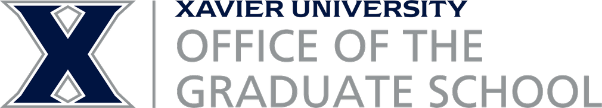 X
XAVIER UNIVERSITY
OFFICE OF THE
GRADUATE SCHOOL